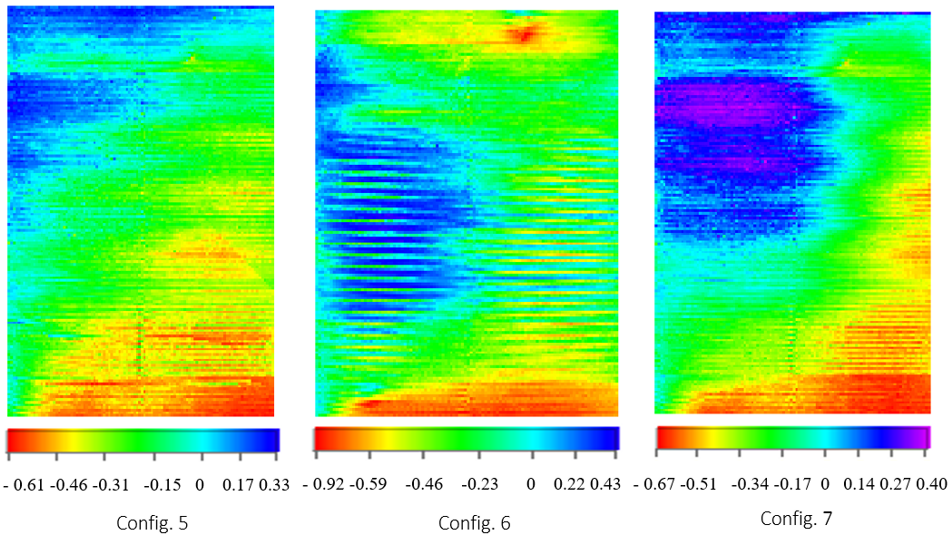 - 0.61 -0.46 -0.31 -0.15 0 0.17 0.33
- 0.92 -0.59 -0.46 -0.23 0 0.22 0.43
- 0.67 -0.51 -0.34 -0.17 0 0.14 0.27 0.40
Config. 5
Config. 6
Config. 7